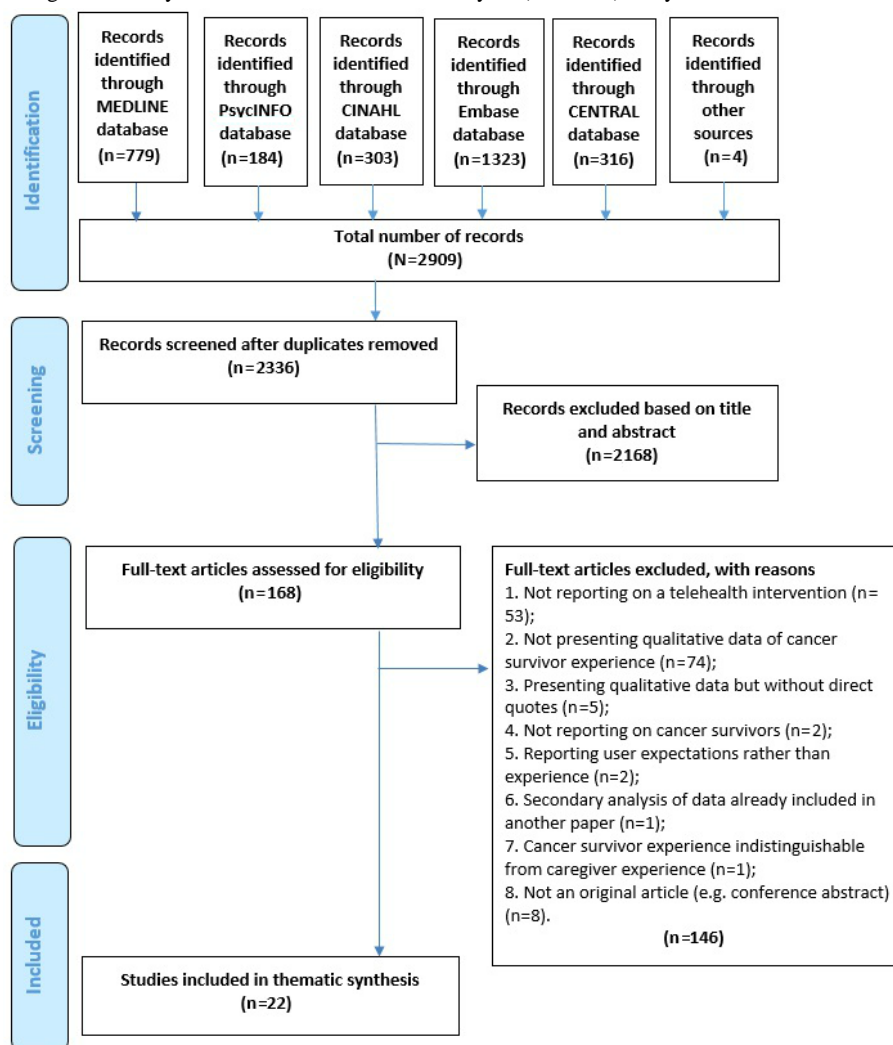 Identification
Records
identified
through
MEDLINE
database
(n=779)
Records
identified
through
PsycINFO
database
(n=184)
Records
identified
through
CINAHL
database
(n=303)
Records
identified
through
Embase
database
(n=1323)
Records
identified
through
CENTRAL
database
(n=316)
Records
identified
through
other
sources
(n=4)
Total number of records
(N=2909)
Screening
Records screened after duplicates removed
(n=2336)
Records excluded based on title
and abstract
(n=2168)
Eligibility
Full-text articles assessed for eligibility
(n=168)
Full-text articles excluded, with reasons
1. Not reporting on a telehealth intervention (n=
53);
2. Not presenting qualitative data of cancer
survivor experience (n=74);
3. Presenting qualitative data but without direct
quotes (n=5);
4. Not reporting on cancer survivors (n=2);
5. Reporting user expectations rather than
experience (n=2);
6. Secondary analysis of data already included in
another paper (n=1);
7. Cancer survivor experience indistinguishable
from caregiver experience (n=1);
8. Not an original article (e.g. conference abstract)
(n=8).
(n=146)
Included
Studies included in thematic synthesis
(n=22)